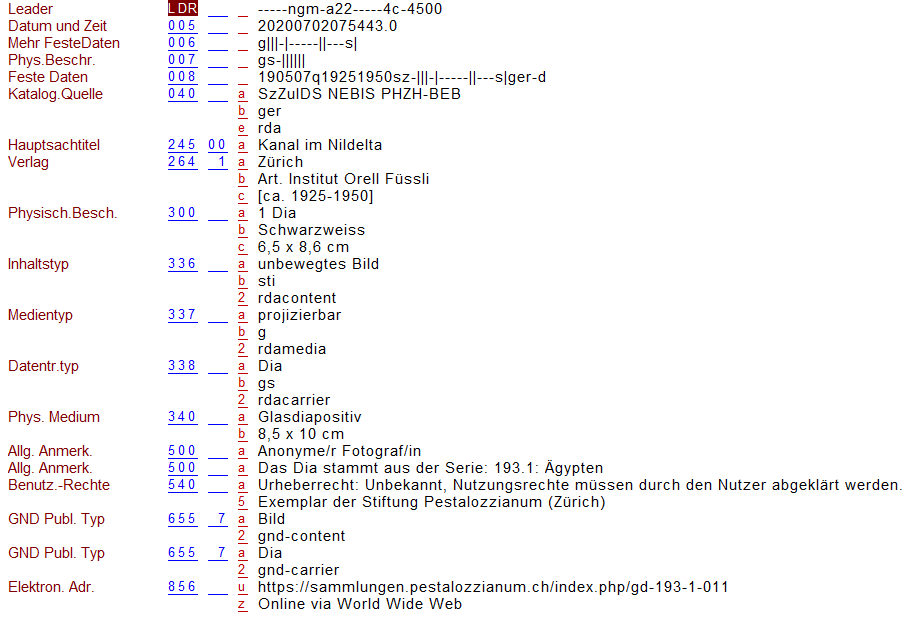 Leader LDR __ _ -----ngm-a22-----4c-4500
Datum und Zeit 005 __ _ 20200702075443.0
Mehr FesteDaten 006 __ _ g|||-|-----||---s|
Phys.Beschr. 007 __ _ gs-||||||
Feste Daten 008 __ _ 190507q19251950sz-|||-|-----||---s|ger-d
Katalog.Quelle 040 __ a SzZuIDS NEBIS PHZH-BEB
b ger
e rda
Hauptsachtitel 245 00 a Kanal im Nildelta
Verlag 264 _1 a Zürich
b Art. Institut Orell Füssli
c [ca. 1925-1950]
Physisch.Besch. 300 __ a 1 Dia
b Schwarzweiss
c 6,5 x 8,6 cm
Inhaltstyp 336 __ a unbewegtes Bild
b sti
2 rdacontent
Medientyp 337 __ a projizierbar
b g
2 rdamedia
Datentr.typ 338 __ a Dia
b gs
2 rdacarrier
Phys. Medium 340 __ a Glasdiapositiv
b 8,5 x 10 cm
Allg. Anmerk. 500 __ a Anonyme/r Fotograf/in
Allg. Anmerk. 500 __ a Das Dia stammt aus der Serie: 193.1: Ägypten
Benutz.-Rechte 540 __ a Urheberrecht: Unbekannt, Nutzungsrechte müssen durch den Nutzer abgeklärt werden.
5 Exemplar der Stiftung Pestalozzianum (Zürich)
GND Publ. Typ 655 _7 a Bild
2 gnd-content
GND Publ. Typ 655 _7 a Dia
2 gnd-carrier
Elektron. Adr. 856 __ u https://sammlungen.pestalozzianum.ch/index.php/gd-193-1-011
z Online via World Wide Web